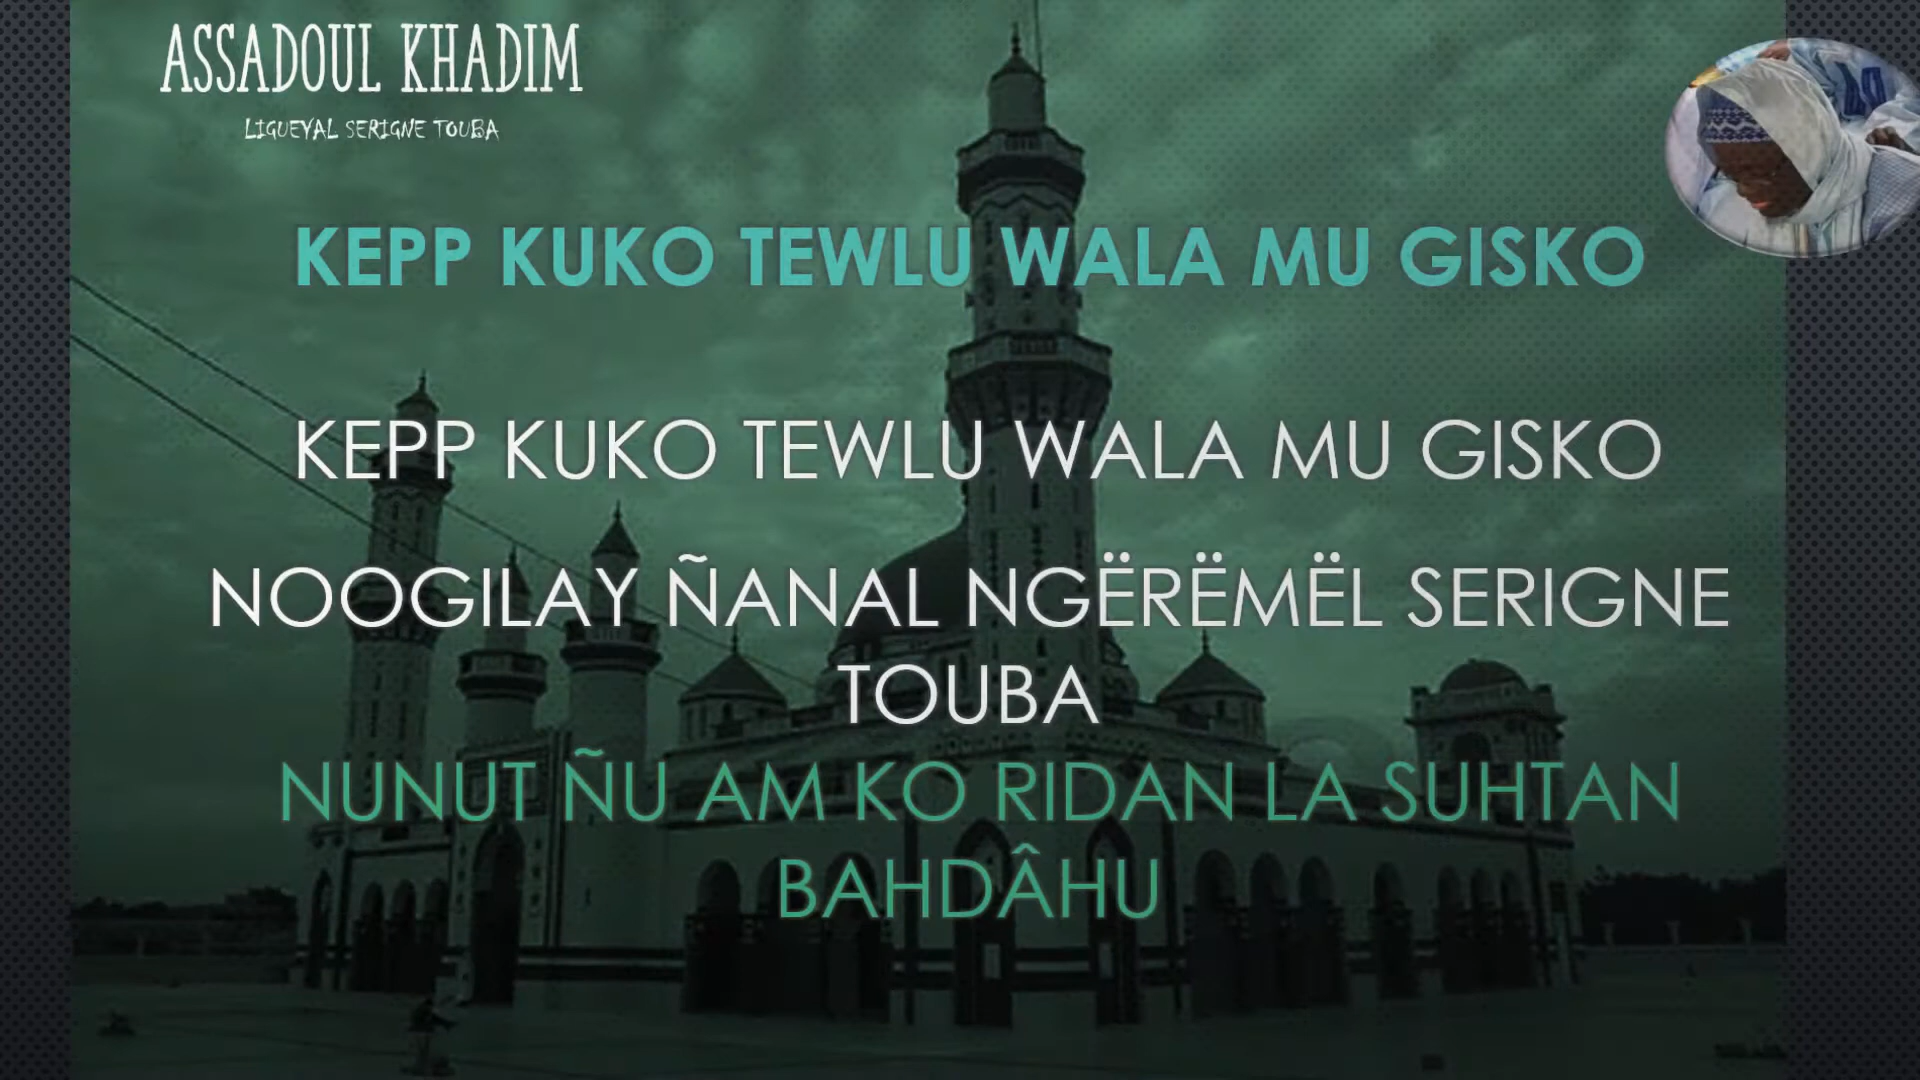 ASSADOUL KHADIM
LIGUEYAL SERIGNE TOUBA
KEPP KUKO TEWLU WALA MU GISKO
KEPP KUKO TEWLU WALA MU GISKO
NOOGILAY ÑANAL NGËRËMËL SERIGNE
TOUBA
NUNUT ÑU AM KO RIDAN LA SUHTAN
BAHDÂHU